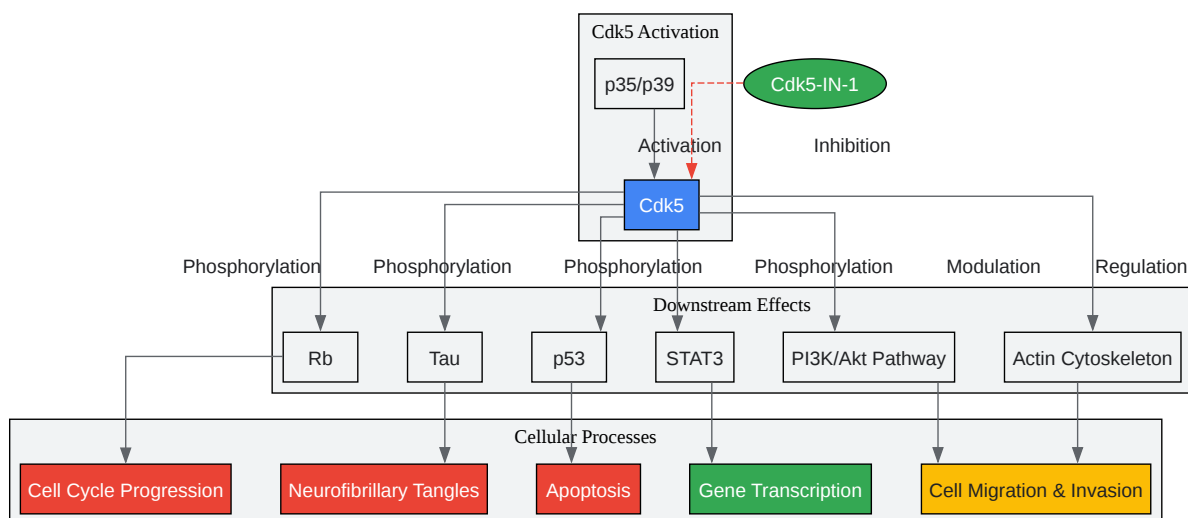 Cdk5 Activation
p35/p39
Cdk5-IN-1
Activation
Inhibition
Cdk5
Phosphorylation
Phosphorylation
Phosphorylation
Phosphorylation
Modulation
Regulation
Downstream Effects
Rb
Tau
p53
STAT3
PI3K/Akt Pathway
Actin Cytoskeleton
Cellular Processes
Cell Cycle Progression
Neurofibrillary Tangles
Apoptosis
Gene Transcription
Cell Migration & Invasion